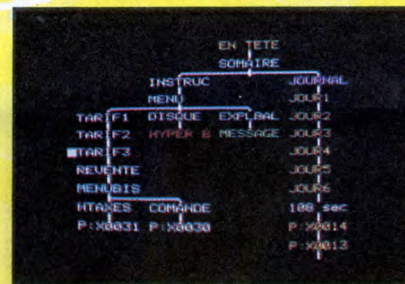 EN TETE
SOMAIRE
INSTRUC JOURNAL
MENU JOUR1
TARIF1 DISQUE EXPLBAL JOUR2
TARIF2 HYPER B MESSAGE JOUR3
TARIF3 JOUR4
REVENTE JOUR5
MENUBIS JOUR6
HTAXES COMANDE 108 sec
P:X0031 P:X0030 P:X0014
P:X0013